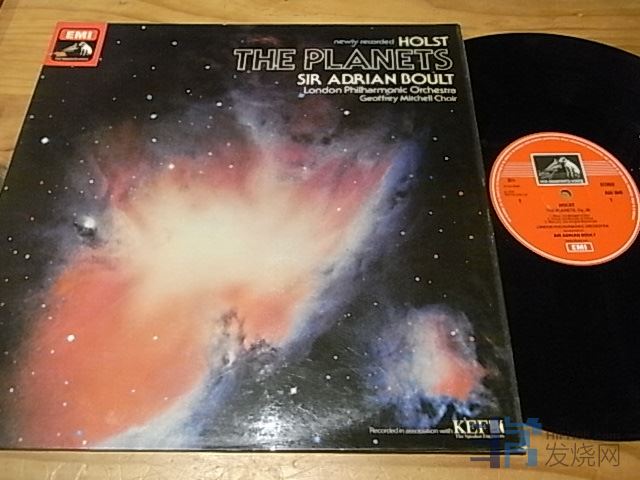 EMI
newly recorded HOLST
THE PLANETS
SIR ADRIAN BOULT
London Philharmonic Orchestra
Geoffrey Mitchell Choir
Recorded in association with KEF
The Speaker Engineers
STEREO
1
1
HOLST
THE PLANETS, Op. 32
LONDON PHILHARMONIC ORCHESTRA
SIR ADRIAN BOULT
EMI
发烧网